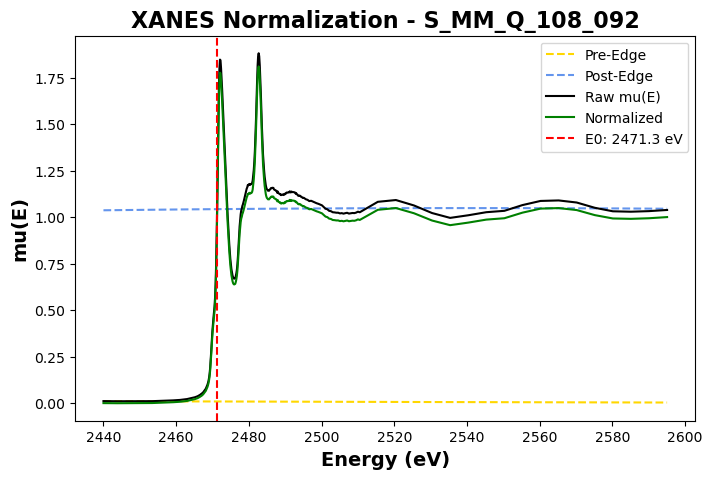 XANES Normalization - S_MM_Q_108_092
Pre-Edge
Post-Edge
Raw mu(E)
Normalized
E0: 2471.3 eV
mu(E)
1.75
1.50
1.25
1.00
0.75
0.50
0.25
0.00
2440 2460 2480 2500 2520 2540 2560 2580 2600
Energy (eV)